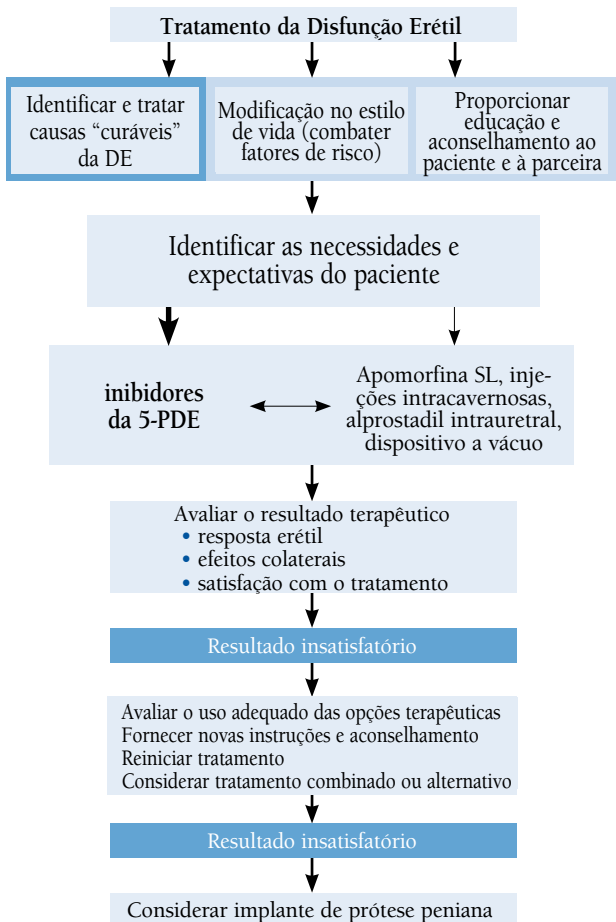 Tratamento da Disfunção Erétil
Identificar e tratar
causas “curáveis”
da DE
Modificação no estilo
de vida (combater
fatores de risco)
Proporcionar
educação e
aconselhamento ao
paciente e à parceira
Identificar as necessidades e
expectativas do paciente
inibidores
da 5-PDE
Apomorfina SL, inje-
ções intracavernosas,
alprostadil intrauretral,
dispositivo a vácuo
Avaliar o resultado terapêutico
• resposta erétil
• efeitos colaterais
• satisfação com o tratamento
Resultado insatisfatório
Avaliar o uso adequado das opções terapêuticas
Fornecer novas instruções e aconselhamento
Reiniciar tratamento
Considerar tratamento combinado ou alternativo
Resultado insatisfatório
Considerar implante de prótese peniana